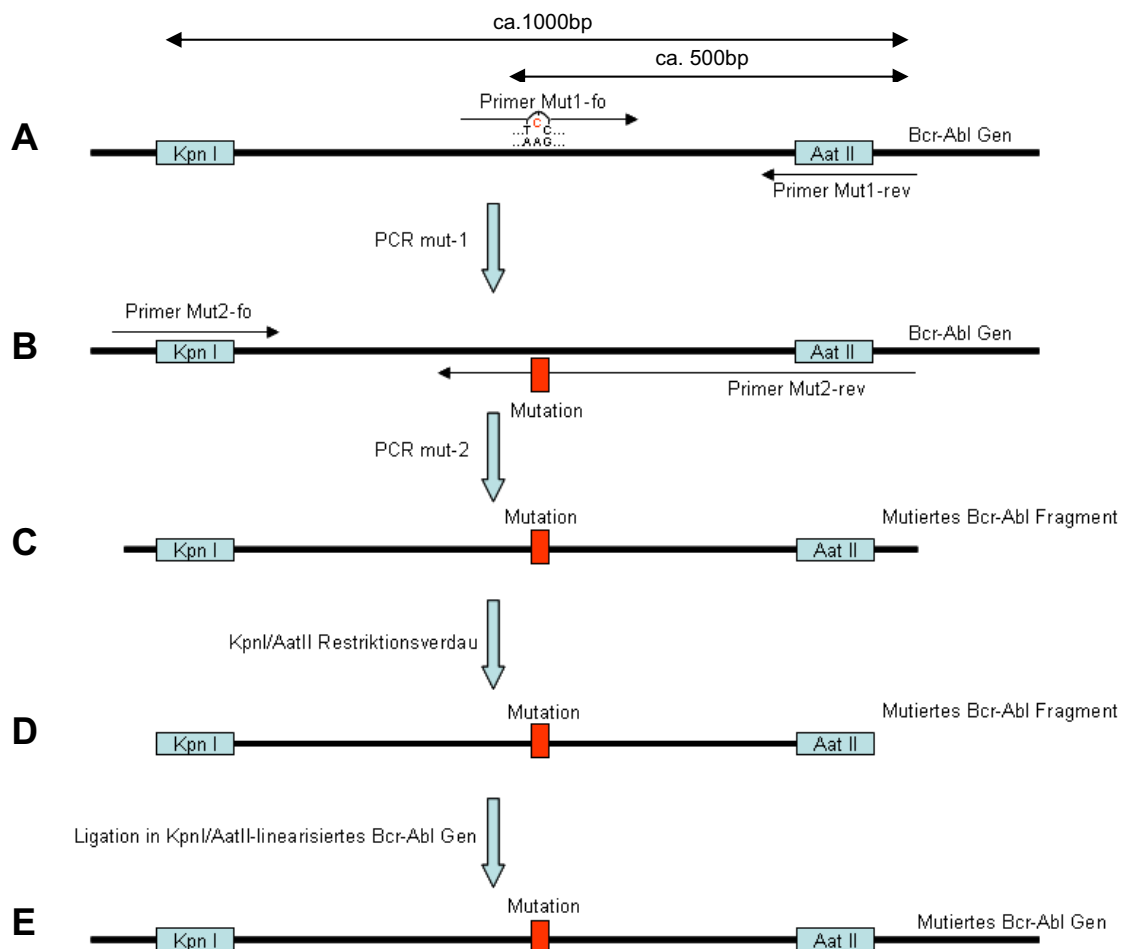 ca.1000bp
ca. 500bp
Primer Mut1-fo
...T C C...
...AAG...
A
Kpn I
Aat II
Bcr-Abl Gen
Primer Mut1-rev
PCR mut-1
Primer Mut2-fo
B
Kpn I
Aat II
Bcr-Abl Gen
Primer Mut2-rev
Mutation
PCR mut-2
Mutation
Mutiertes Bcr-Abl Fragment
C
Kpn I
Aat II
KpnI/AatII Restriktionsverdau
Mutation
Mutiertes Bcr-Abl Fragment
D
Kpn I
Aat II
Ligation in KpnI/AatII-linearisiertes Bcr-Abl Gen
Mutation
E
Mutiertes Bcr-Abl Gen
Kpn I
Aat II